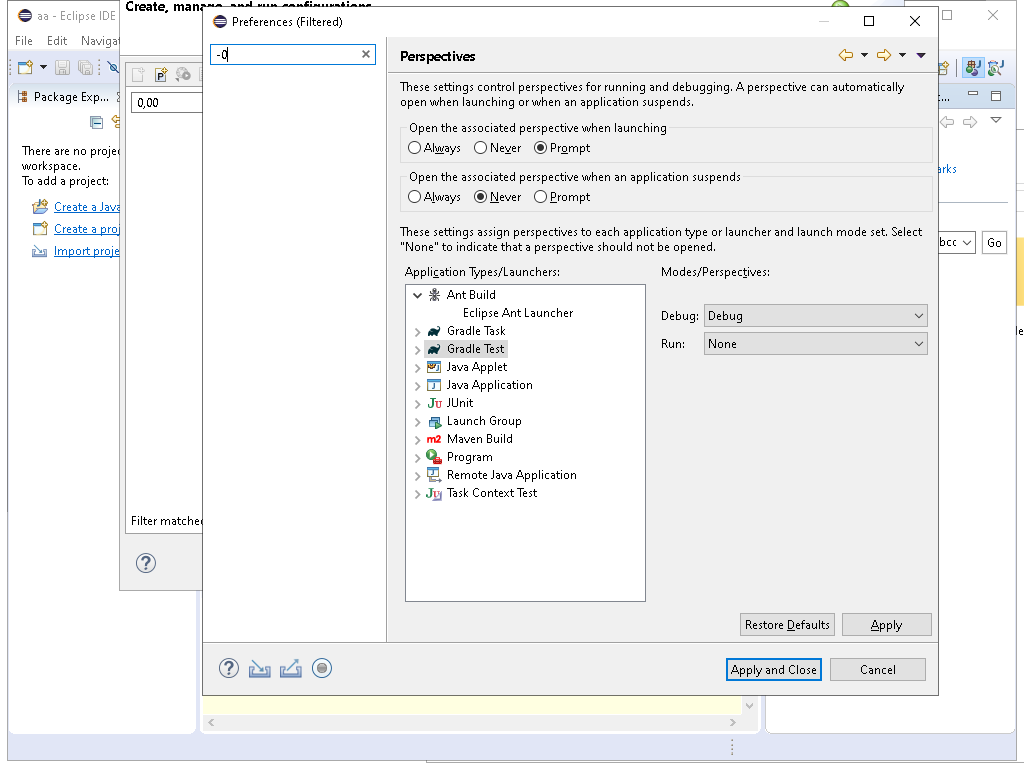 Create, manage, and run configurations
aa - Eclipse IDE
File Edit Navigat
Package Exp...
There are no projec
workspace.
To add a project:
Create a Java
Create a proj
Import proje
0,00
Filter matched
Preferences (Filtered)
-0
Perspectives
These settings control perspectives for running and debugging. A perspective can automatically
open when launching or when an application suspends.
Open the associated perspective when launching
Always Never Prompt
Open the associated perspective when an application suspends
Always Never Prompt
These settings assign perspectives to each application type or launcher and launch mode set. Select
"None" to indicate that a perspective should not be opened.
Application Types/Launchers:
Modes/Perspectives:
Ant Build
Eclipse Ant Launcher
Gradle Task
Gradle Test
Java Applet
Java Application
JUnit
Launch Group
Maven Build
Program
Remote Java Application
Task Context Test
Debug: Debug
Run: None
Restore Defaults Apply
Apply and Close Cancel
arks
Go